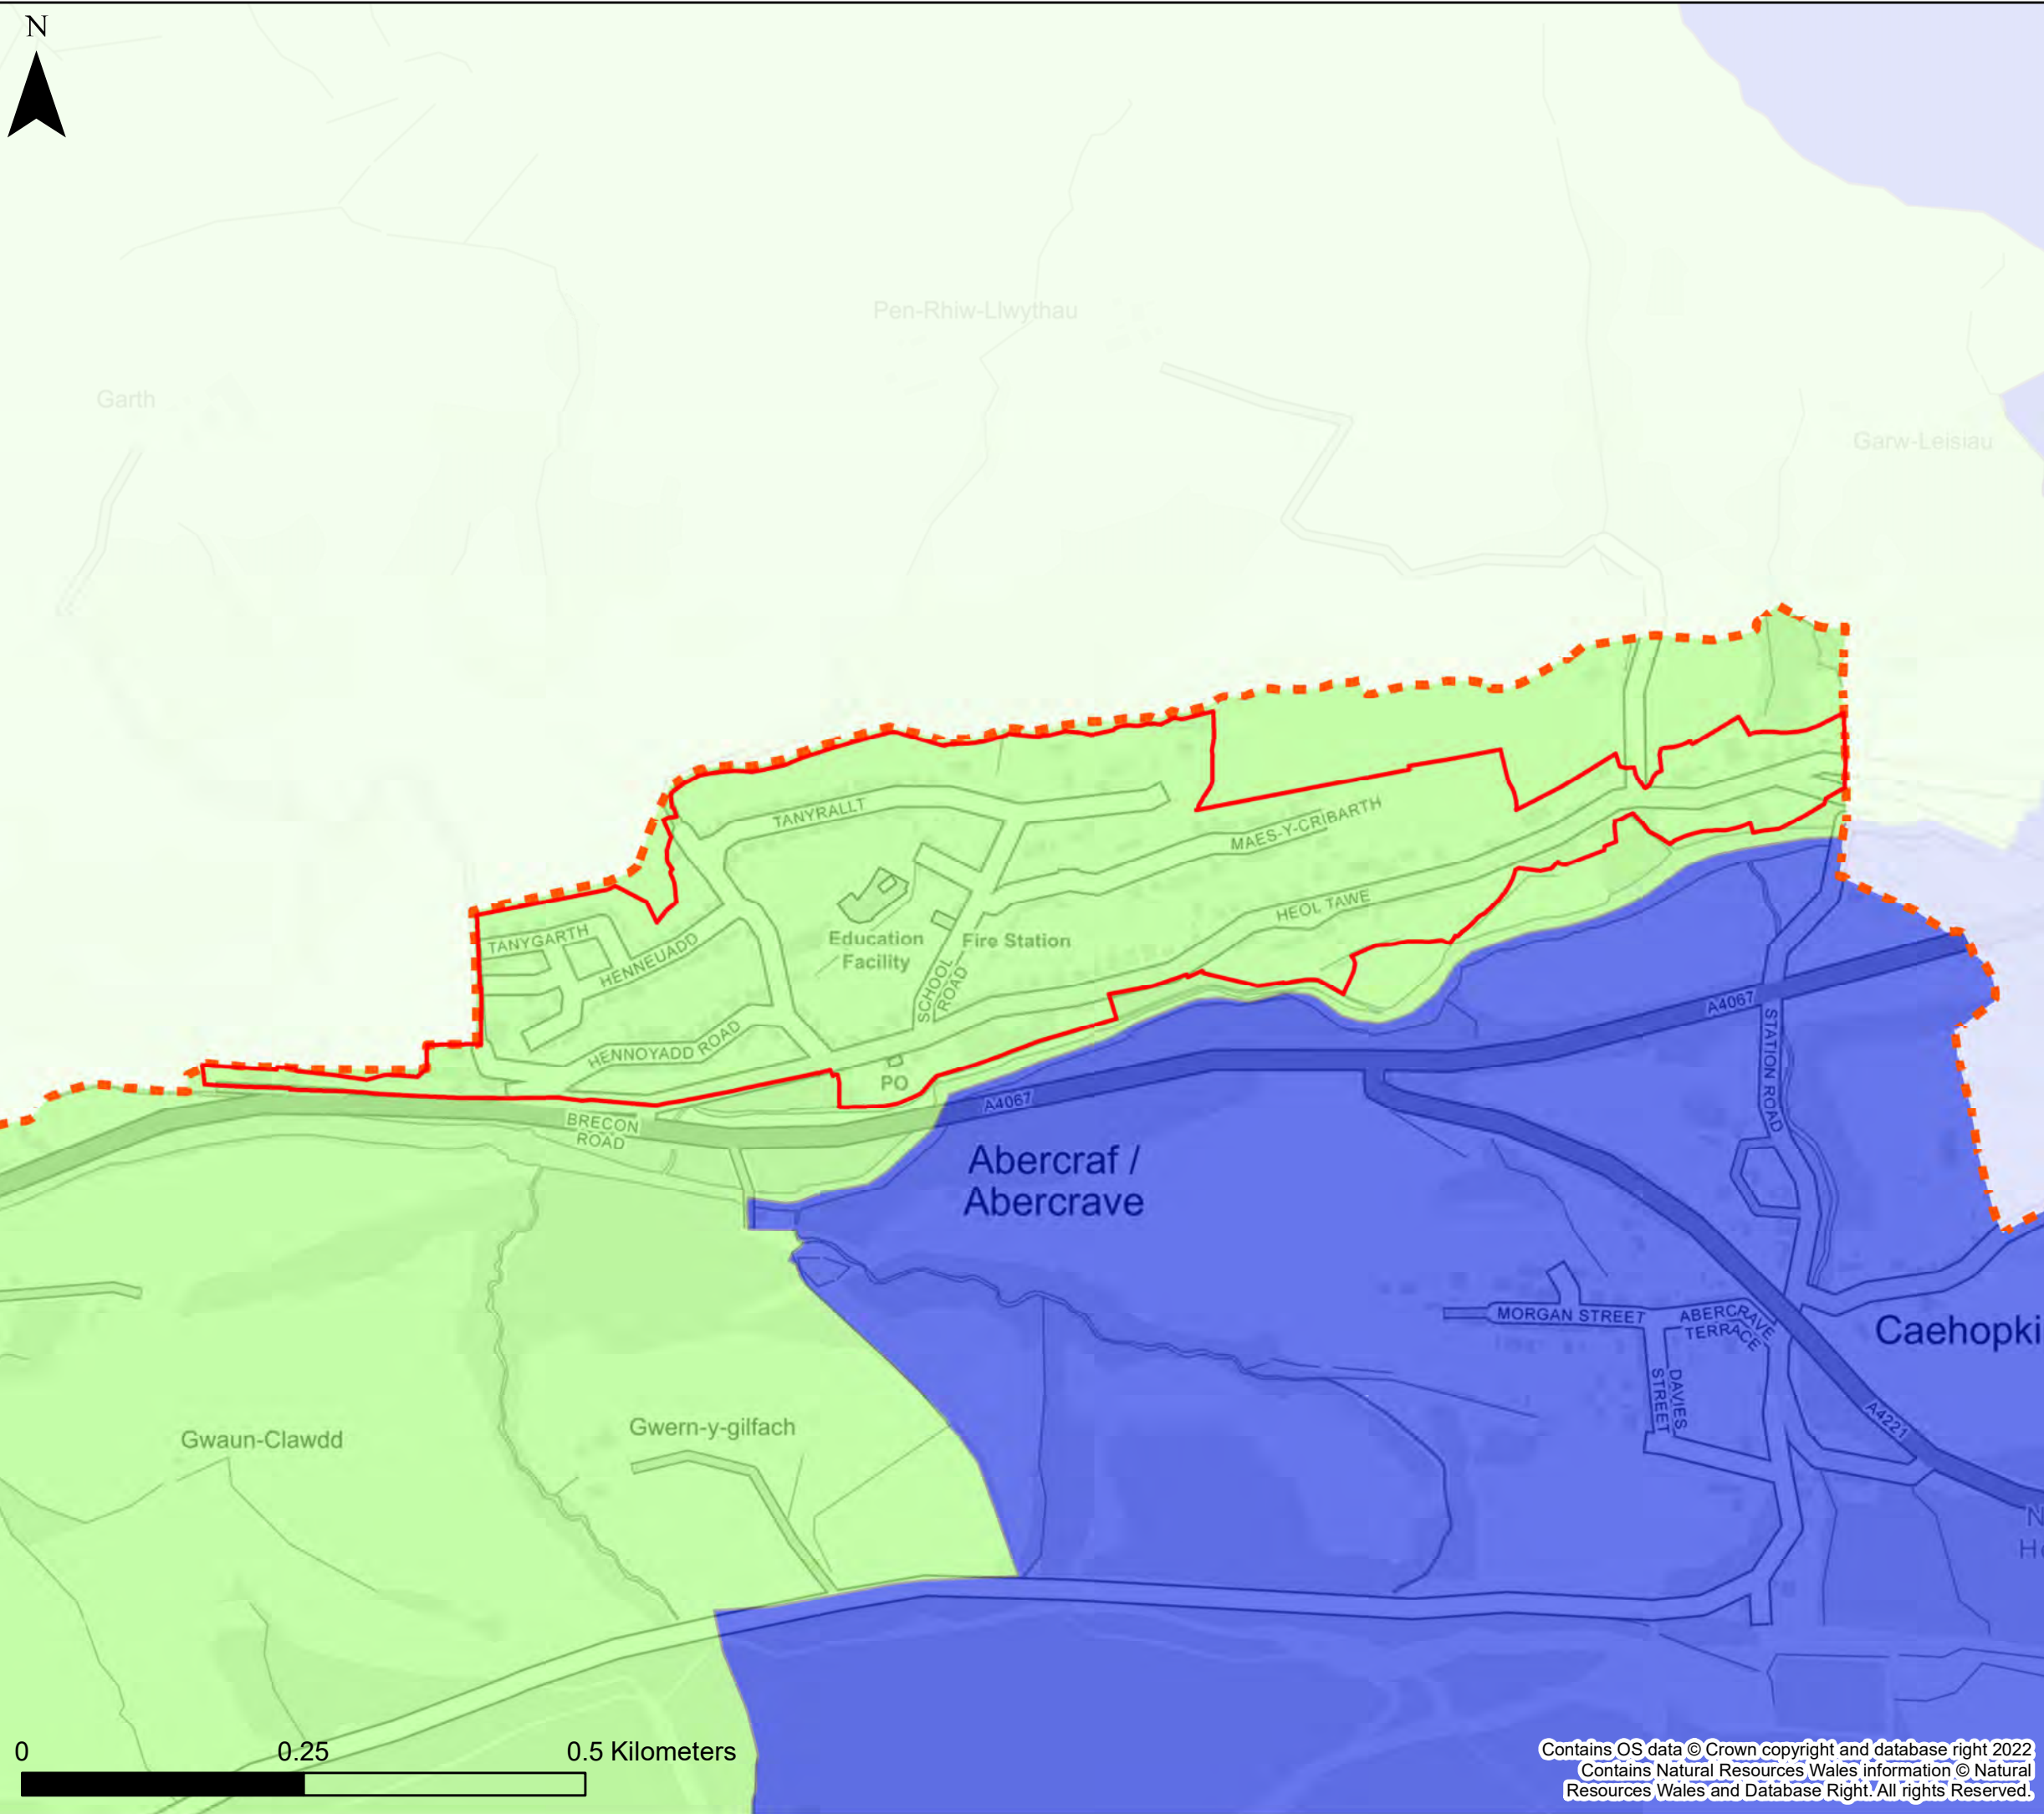 N
Pen-Rhiw-Llwythau
Garth
Garw-Leisiau
TANYRALLT
MAES-Y-CRIBARTH
HEOL TAWE
TANYGARTH
HENNEUADD
Education
Facility
Fire Station
SCHOOL
ROAD
HENNOYADD ROAD
PO
BRECON
ROAD
A4067
A4067
STATION ROAD
Abercraf /
Abercrave
MORGAN STREET
ABERCRAVE
TERRACE
Caehopki
DAVIES
STREET
A4221
Gwaun-Clawdd
Gwern-y-gilfach
N
He
0
0.25
0.5 Kilometers
Contains OS data © Crown copyright and database right 2022
Contains Natural Resources Wales information © Natural
Resources Wales and Database Right. All rights Reserved.